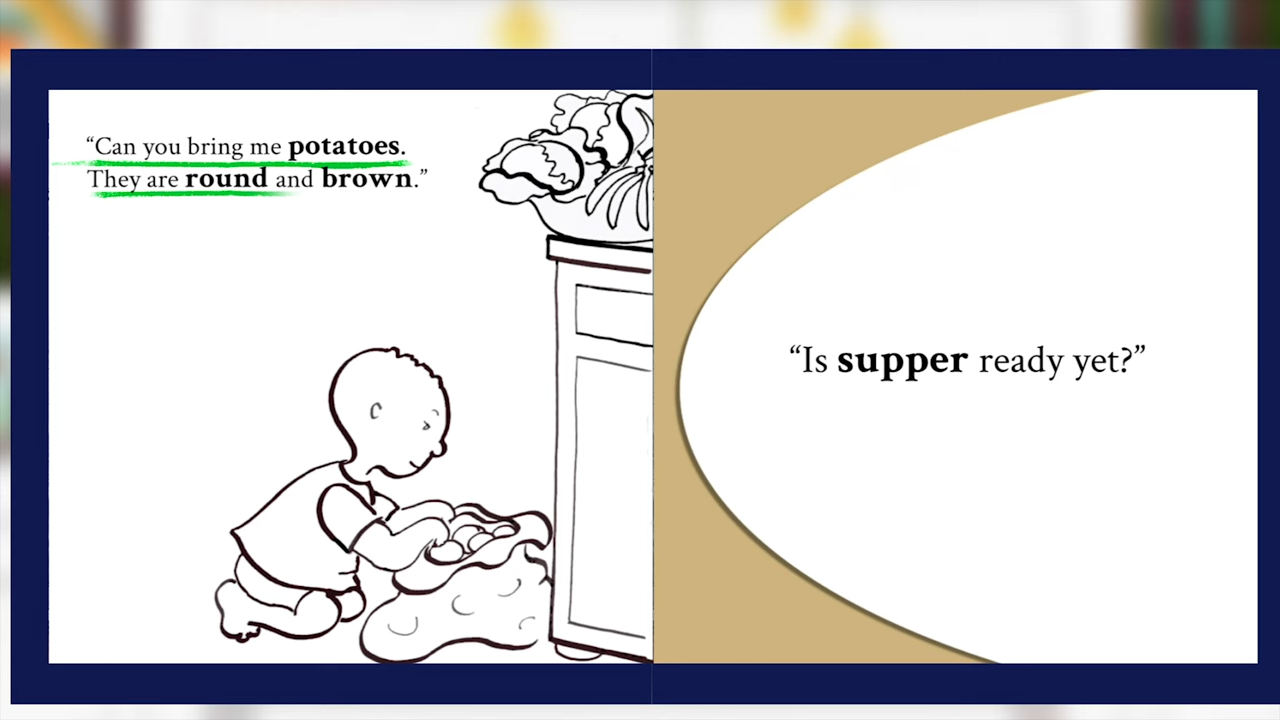 “Can you bring me potatoes.
They are round and brown.”
“Is supper ready yet?”